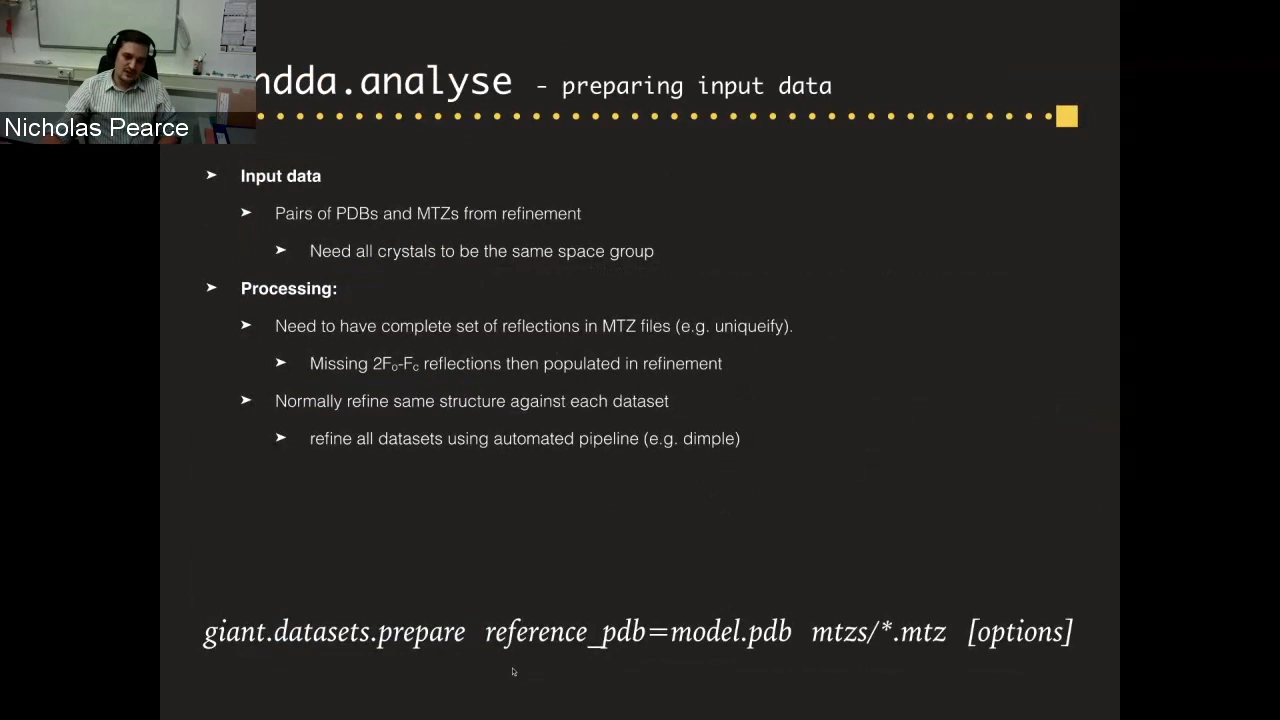 ndda.analyse - preparing input data
Nicholas Pearce
➤ Input data
➤ Pairs of PDBs and MTZs from refinement
➤ Need all crystals to be the same space group
➤ Processing:
➤ Need to have complete set of reflections in MTZ files (e.g. uniqueify).
➤ Missing 2Fo-Fc reflections then populated in refinement
➤ Normally refine same structure against each dataset
➤ refine all datasets using automated pipeline (e.g. dimple)
giant.datasets.prepare reference_pdb=model.pdb mtzs/*.mtz [options]